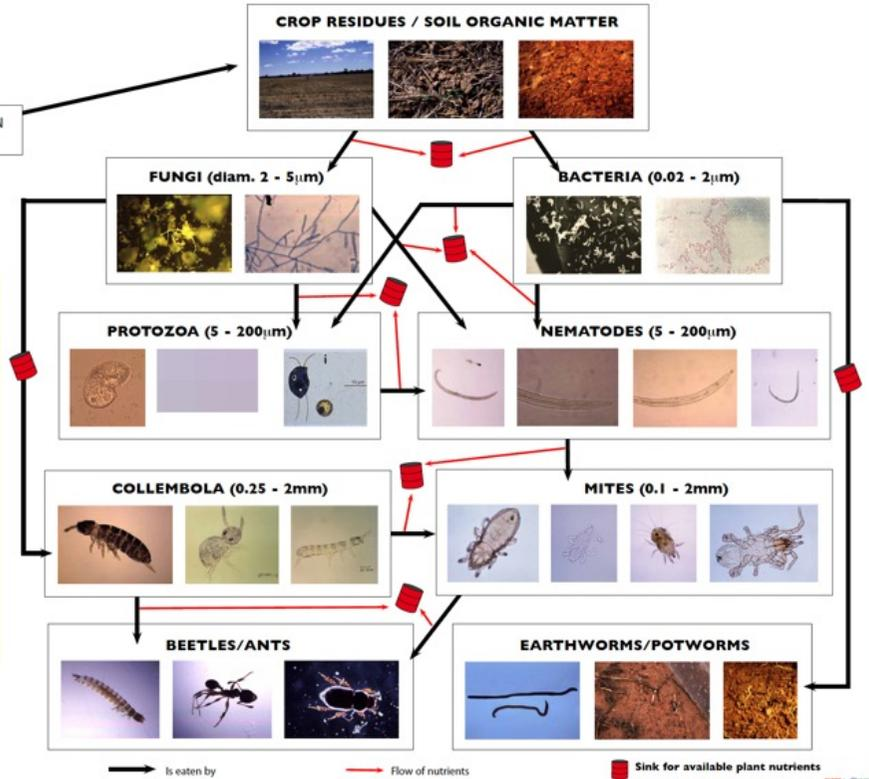 CROP RESIDUES / SOIL ORGANIC MATTER
N
FUNGI (diam. 2 - 5µm)
BACTERIA (0.02 - 2µm)
PROTOZOA (5 - 200µm)
NEMATODES (5 - 200µm)
COLLEMBOLA (0.25 - 2mm)
MITES (0.1 - 2mm)
BEETLES/ANTS
EARTHWORMS/POTWORMS
Is eaten by
Flow of nutrients
Sink for available plant nutrients